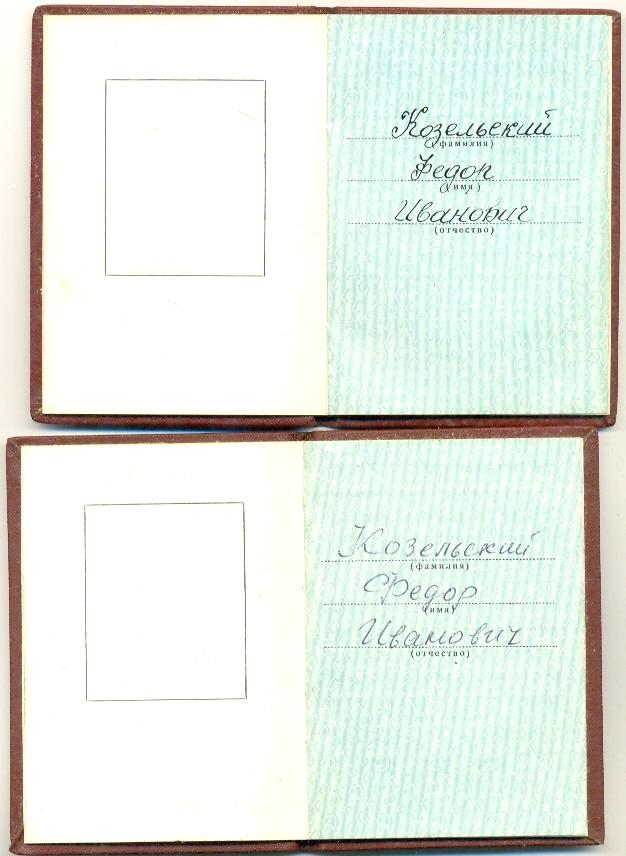 Козельский
(фамилия)
Федор
(имя)
Иванович
(отчество)
Козельский
(фамилия)
Федор
(имя)
Иванович
(отчество)